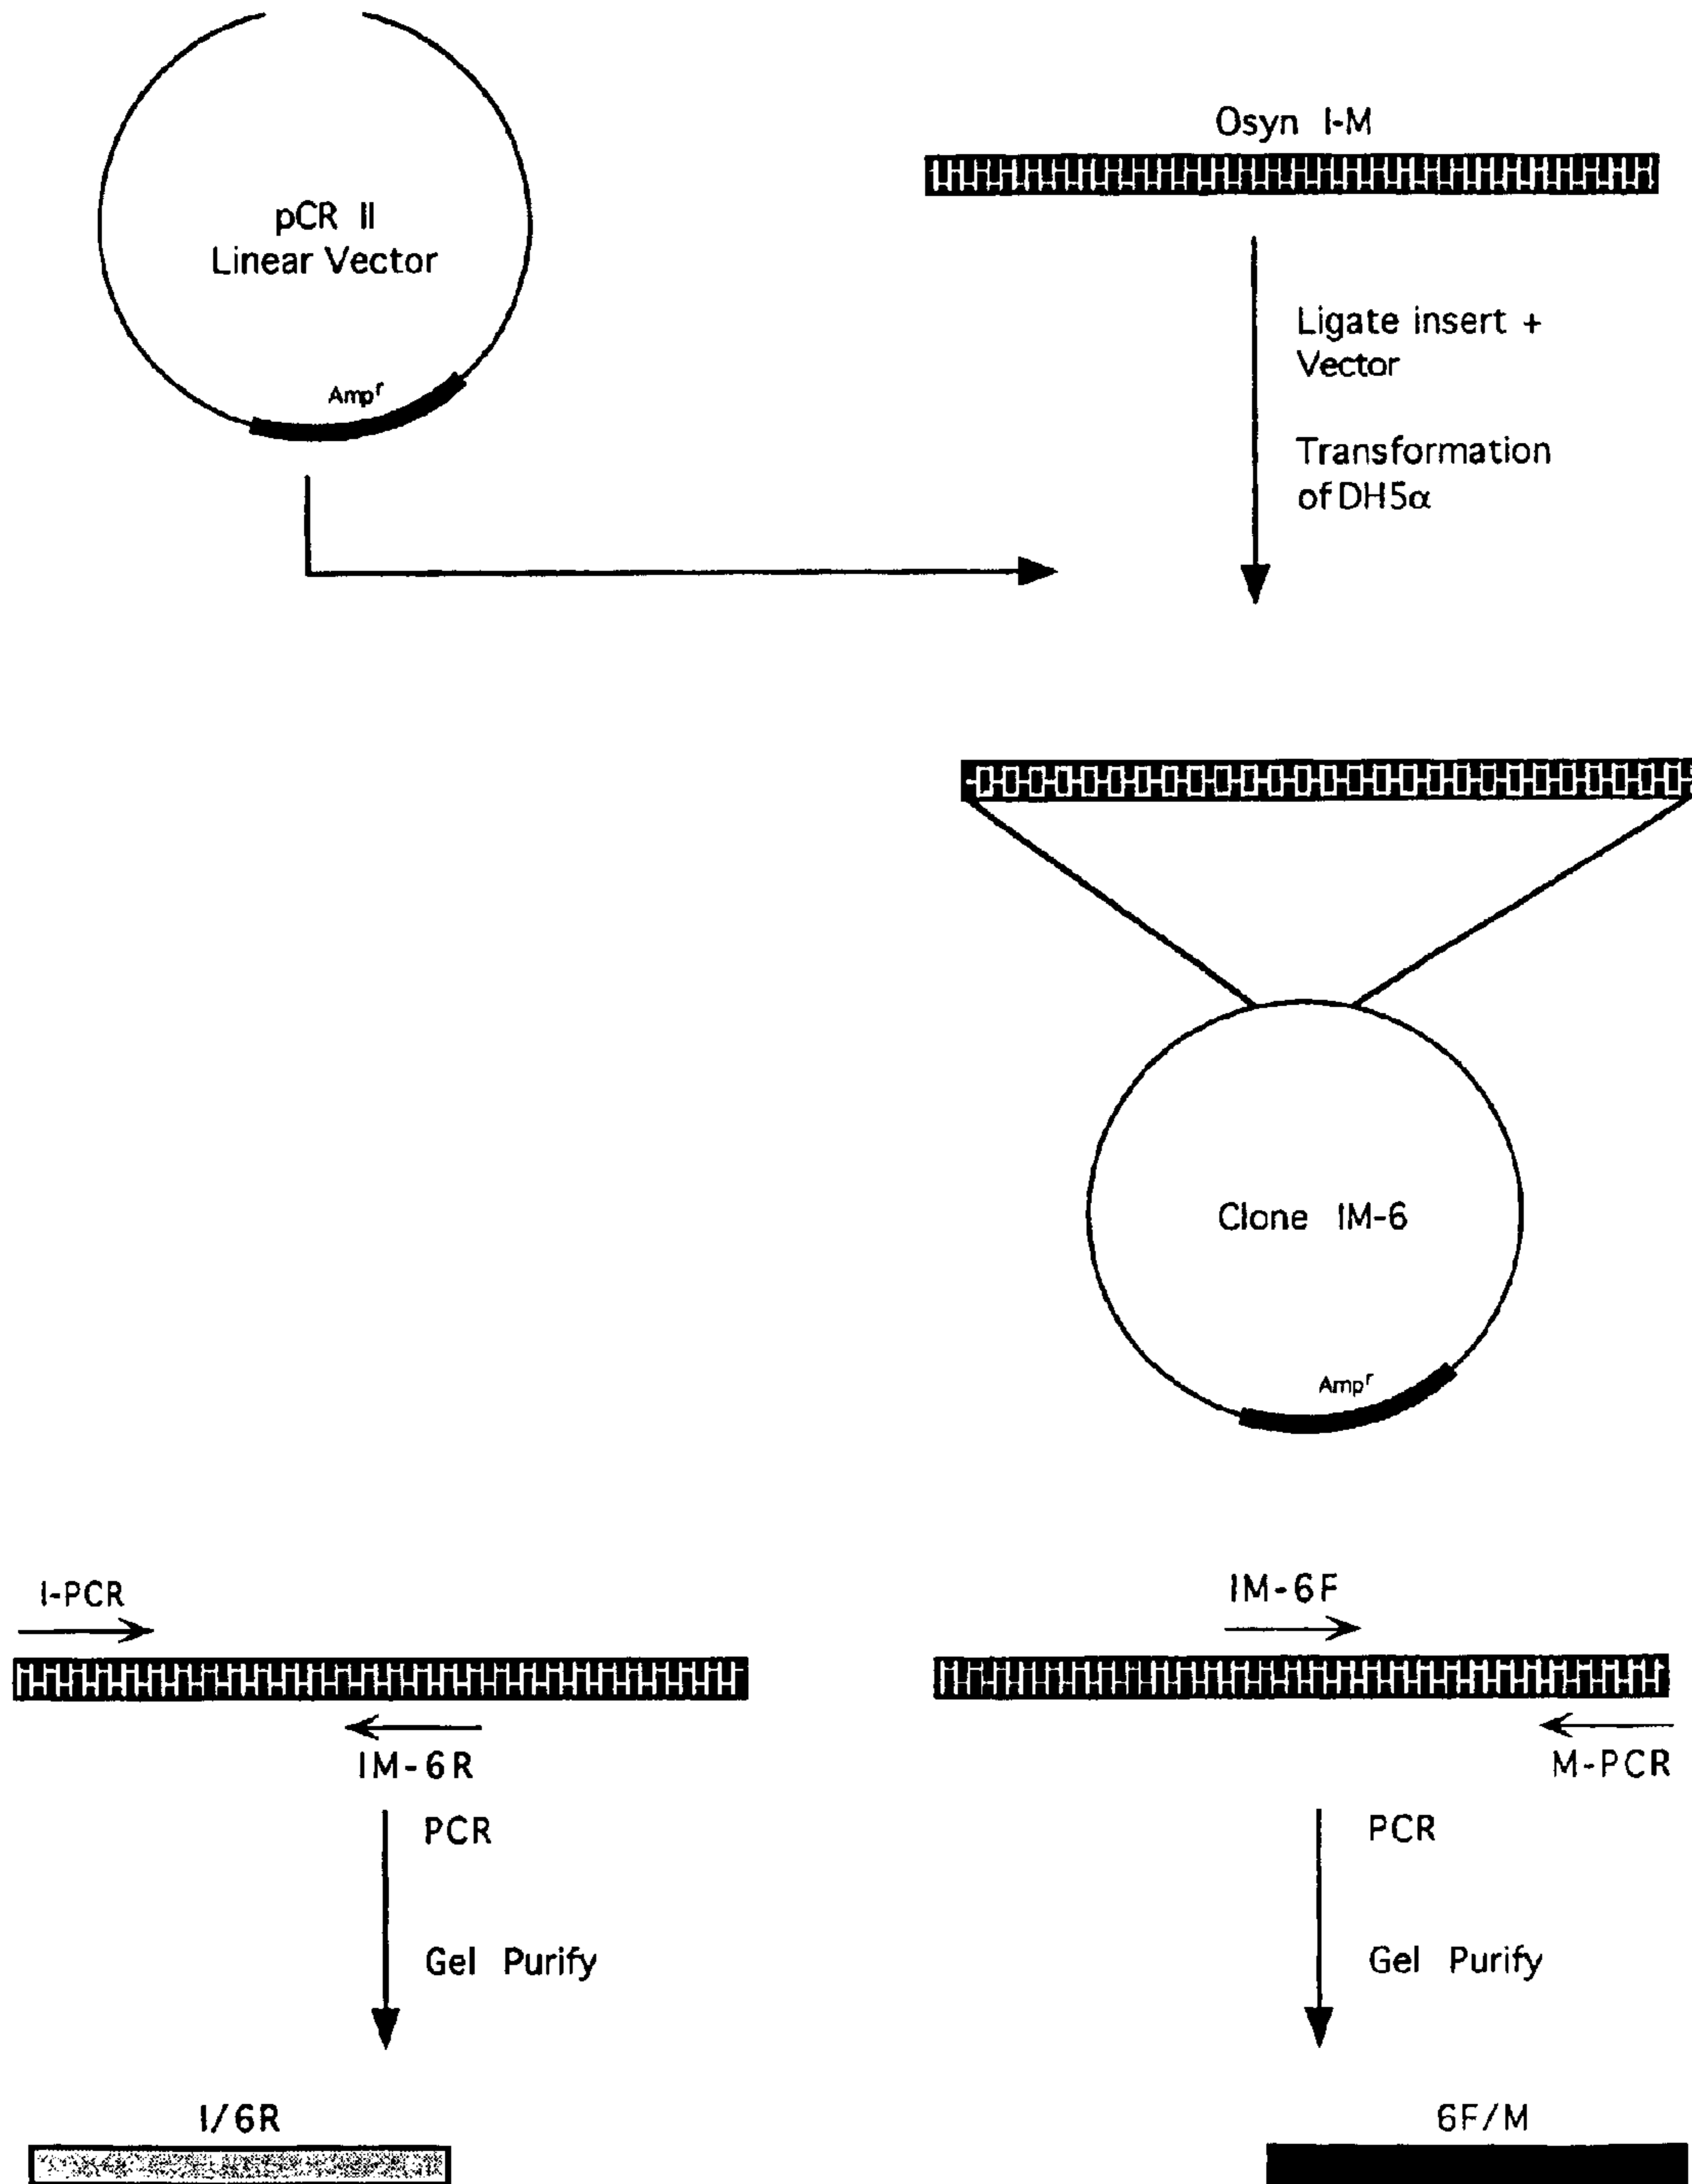 pCR II
Linear Vector
Ampr
Osyn I-M
Ligate insert +
Vector
Transformation
of DH5α
Clone IM-6
Ampr
I-PCR
IM-6R
PCR
Gel Purify
I/6R
IM-6F
M-PCR
PCR
Gel Purify
6F/M